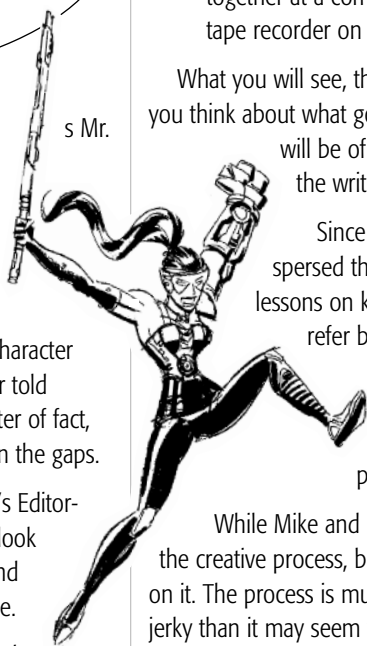 s Mr.
haracter
r told
ter of fact,
n the gaps.
's Editor-
look
nd
e.
together at a con
tape recorder on
What you will see, th
you think about what go
will be of
the writ
Since
spersed th
lessons on k
refer b
p
While Mike and
the creative process, b
on it. The process is mu
jerky than it may seem